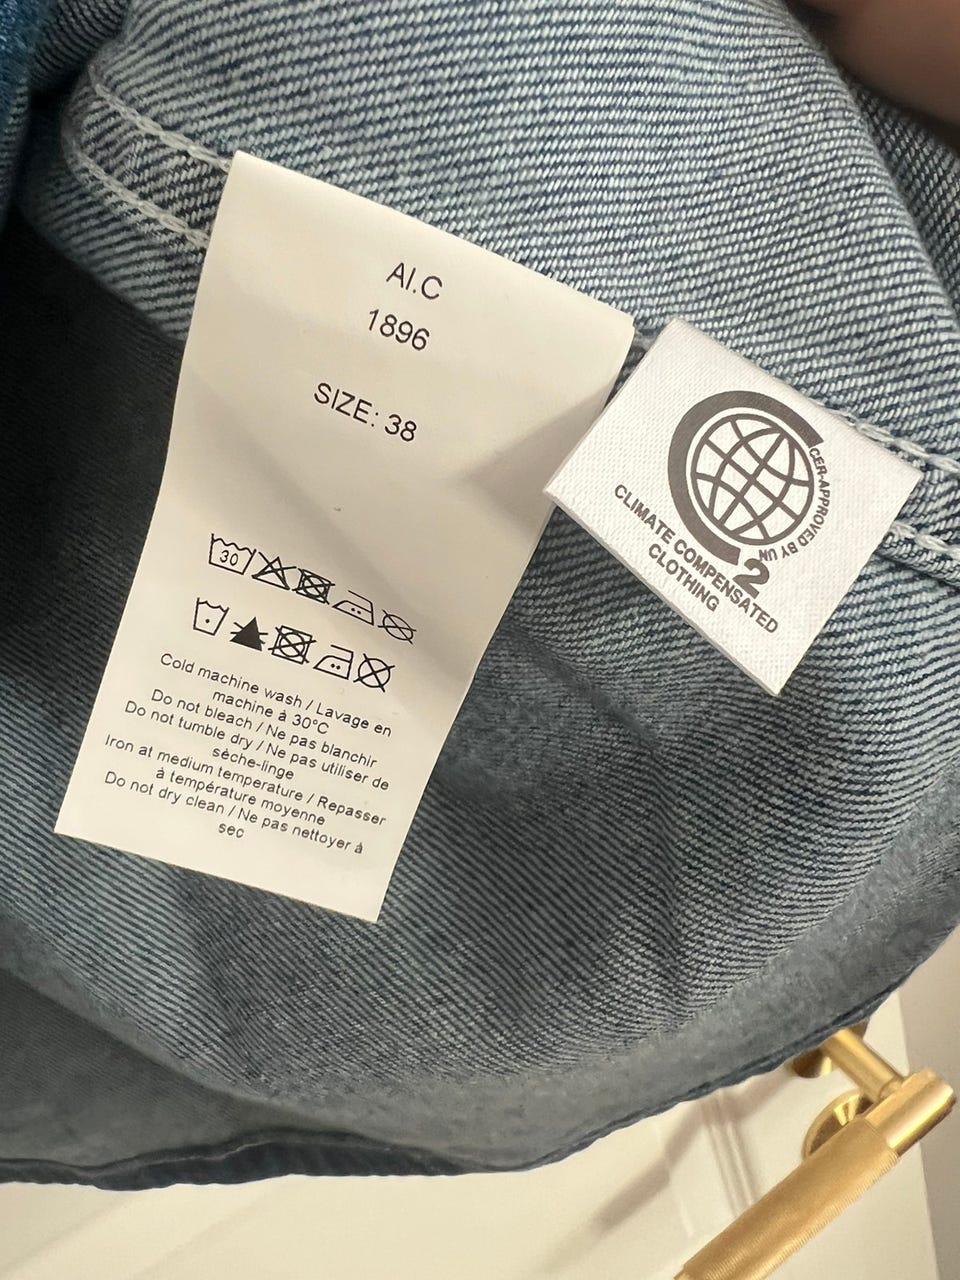 AI.C
1896
SIZE: 38
30
Cold machine wash / Lavage en
machine à 30°C
Do not bleach / Ne pas blanchir
Do not tumble dry / Ne pas utiliser de
sèche-linge
Iron at medium temperature / Repasser
à température moyenne
Do not dry clean / Ne pas nettoyer à
sec
CER-APPROVED BY UN
C2
CLIMATE COMPENSATED
CLOTHING